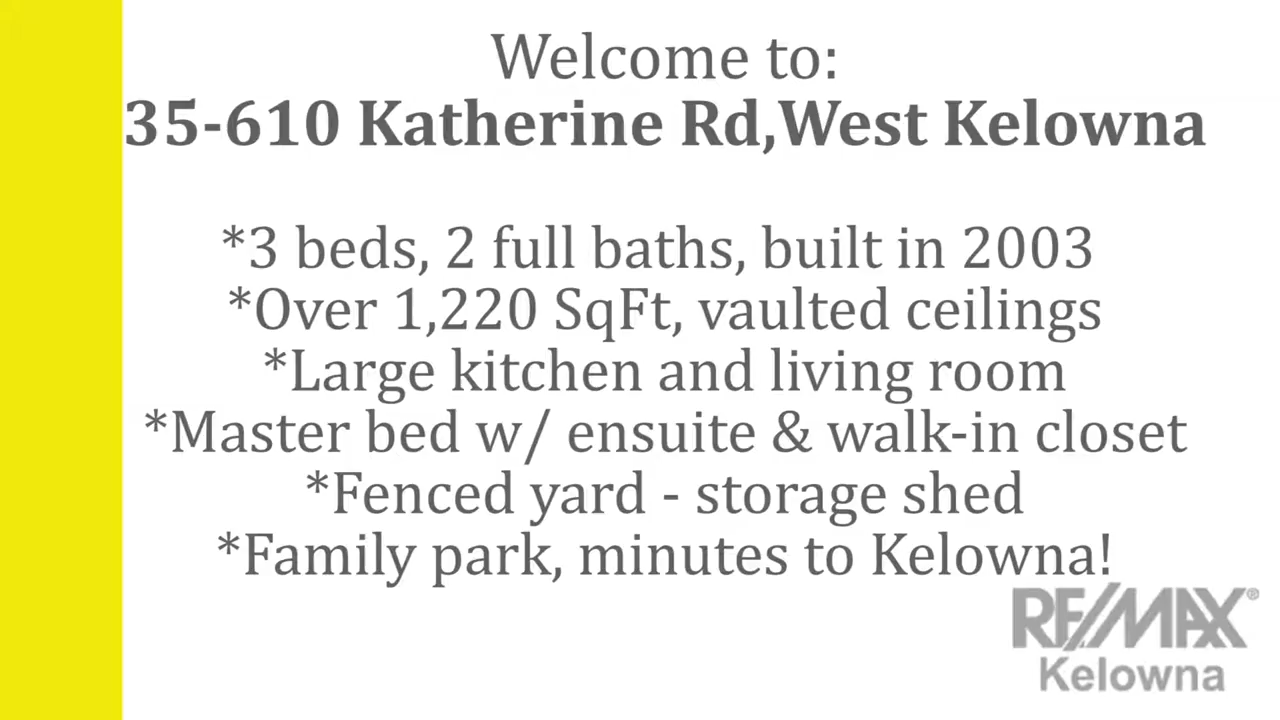 Welcome to:
35-610 Katherine Rd,West Kelowna
*3 beds, 2 full baths, built in 2003
*Over 1,220 SqFt, vaulted ceilings
*Large kitchen and living room
*Master bed w/ ensuite & walk-in closet
*Fenced yard - storage shed
*Family park, minutes to Kelowna!
RE/MAX®
Kelowna